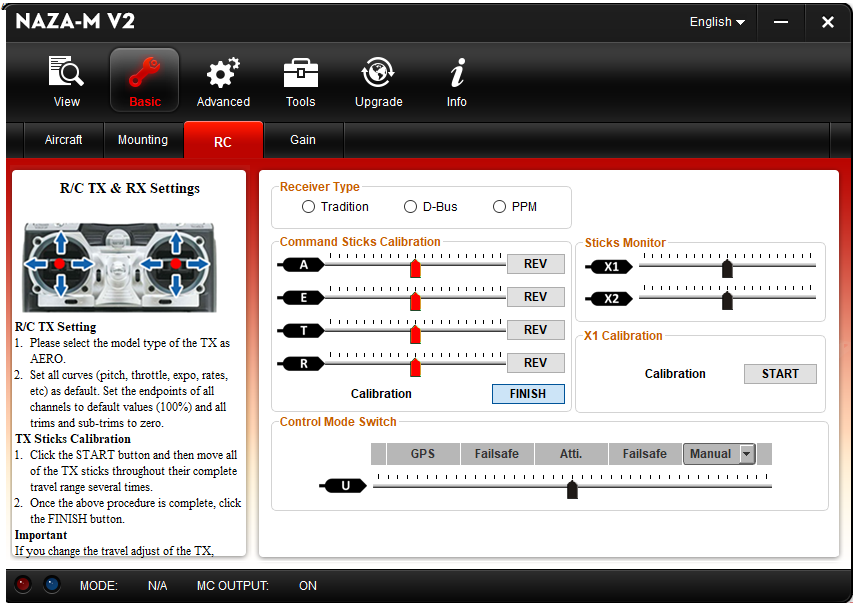 NAZA-M V2
English
View
Basic
Advanced
Tools
Upgrade
Info
Aircraft
Mounting
RC
Gain
R/C TX & RX Settings
R/C TX Setting
1. Please select the model type of the TX as
AERO.
2. Set all curves (pitch, throttle, expo, rates,
etc) as default. Set the endpoints of all
channels to default values (100%) and all
trims and sub-trims to zero.
TX Sticks Calibration
1. Click the START button and then move all
of the TX sticks throughout their complete
travel range several times.
2. Once the above procedure is complete, click
the FINISH button.
Important
If you change the travel adjust of the TX,
Receiver Type
Tradition
D-Bus
PPM
Command Sticks Calibration
A
REV
E
REV
T
REV
R
REV
Calibration
FINISH
Sticks Monitor
X1
X2
X1 Calibration
Calibration
START
Control Mode Switch
GPS
Failsafe
Atti.
Failsafe
Manual
U
MODE:
N/A
MC OUTPUT:
ON